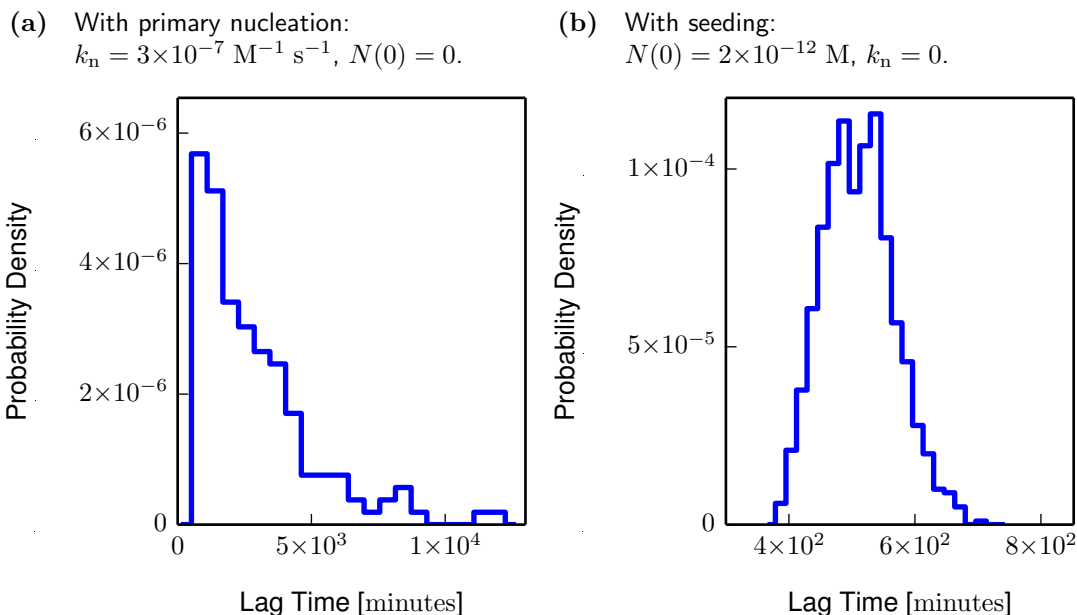 (a) With primary nucleation:
kₙ = 3×10⁻⁷ M⁻¹ s⁻¹, N(0) = 0.
6×10⁻⁶
4×10⁻⁶
2×10⁻⁶
0
0 5×10³ 1×10⁴
Probability Density
Lag Time [minutes]
(b) With seeding:
N(0) = 2×10⁻¹² M, kₙ = 0.
1×10⁻⁴
5×10⁻⁵
0
4×10² 6×10² 8×10²
Probability Density
Lag Time [minutes]